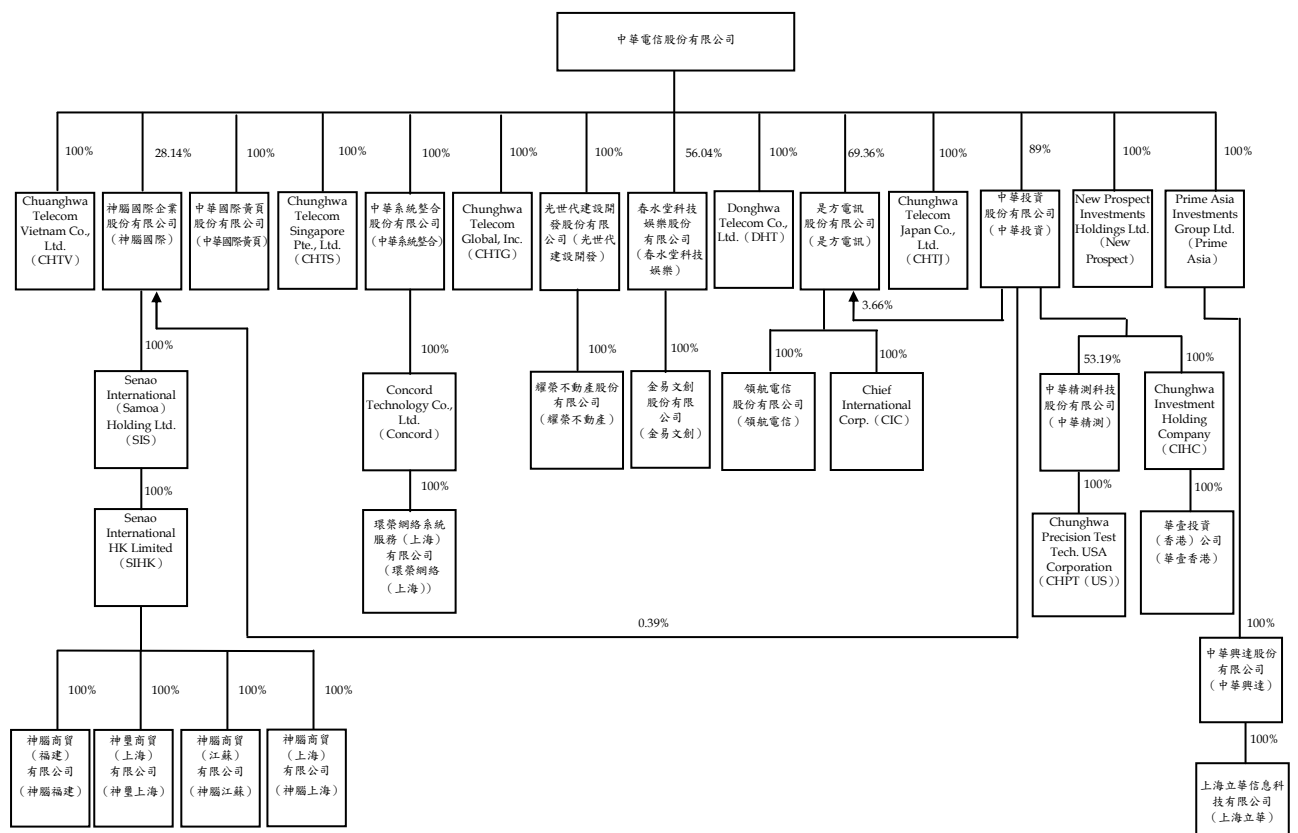 中華電信股份有限公司
100%
28.14%
100%
100%
100%
100%
100%
56.04%
100%
69.36%
100%
89%
100%
100%
Chuanghwa
Telecom
Vietnam Co.,
Ltd.
(CHTV)
神腦國際企業
股份有限公司
(神腦國際)
中華國際黃頁
股份有限公司
(中華國際黃頁)
Chunghwa
Telecom
Singapore
Pte., Ltd.
(CHTS)
中華系統整合
股份有限公司
(中華系統整合)
Chunghwa
Telecom
Global, Inc.
(CHTG)
光世代建設開
發股份有限
公司(光世代
建設開發)
春水堂科技
娛樂股份
有限公司
(春水堂科技
娛樂)
Donghwa
Telecom Co.,
Ltd.(DHT)
是方電訊
股份有限公司
(是方電訊)
Chunghwa
Telecom
Japan Co.,
Ltd.
(CHTJ)
中華投資
股份有限公司
(中華投資)
New Prospect
Investments
Holdings Ltd.
(New
Prospect)
Prime Asia
Investments
Group Ltd.
(Prime
Asia)
3.66%
100%
100%
100%
100%
100%
100%
53.19%
100%
Senao
International
(Samoa)
Holding Ltd.
(SIS)
Concord
Technology Co.,
Ltd.
(Concord)
耀榮不動產股份
有限公司
(耀榮不動產)
金易文創
股份有限
公司
(金易文創)
領航電信
股份有限公司
(領航電信)
Chief
International
Corp.(CIC)
中華精測科技
股份有限公司
(中華精測)
Chunghwa
Investment
Holding
Company
(CIHC)
100%
100%
100%
100%
Senao
International
HK Limited
(SIHK)
環榮網絡系統
服務(上海)
有限公司
(環榮網絡
(上海))
Chunghwa
Precision Test
Tech. USA
Corporation
(CHPT(US))
華壹投資
(香港)公司
(華壹香港)
0.39%
100%
中華興達股份
有限公司
(中華興達)
100%
100%
100%
100%
神腦商貿
(福建)
有限公司
(神腦福建)
神璽商貿
(上海)
有限公司
(神璽上海)
神腦商貿
(江蘇)
有限公司
(神腦江蘇)
神腦商貿
(上海)
有限公司
(神腦上海)
100%
上海立華信息科
技有限公司
(上海立華)